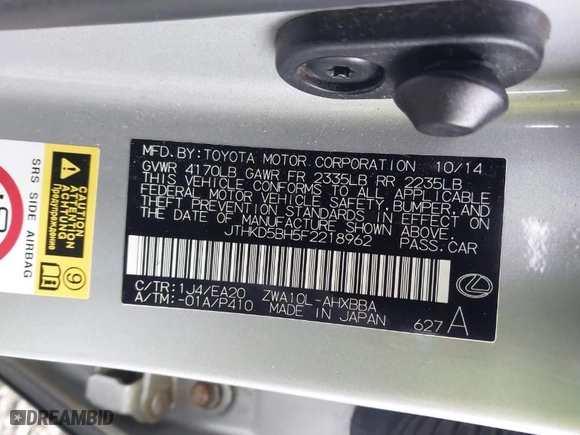 MFD. BY: TOYOTA MOTOR CORPORATION 10/14
GVWR 4170LB GAWR FR 2335LB RR 2235LB
THIS VEHICLE CONFORMS TO ALL APPLICABLE
FEDERAL MOTOR VEHICLE SAFETY, BUMPER, AND
THEFT PREVENTION STANDARDS IN EFFECT ON
THE DATE OF MANUFACTURE SHOWN ABOVE.
JTHKD5BH5F2218962 PASS. CAR
C/TR: 1J4/EA20 ZWA10L-AHXBBA
A/TM: -01A/P410 MADE IN JAPAN 627 A
SRS SIDE AIRBAG
Предупреждение
Warnung
9
DREAMBID